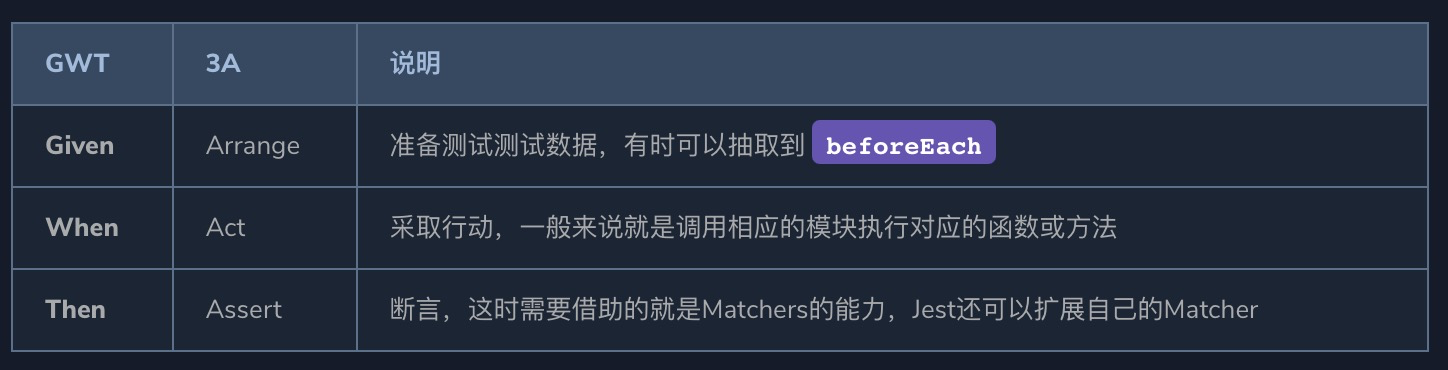 GWT 3A 说明
Given Arrange 准备测试测试数据，有时可以抽取到 beforeEach
When Act 采取行动，一般来说就是调用相应的模块执行对应的函数或方法
Then Assert 断言，这时需要借助的就是Matchers的能力，Jest还可以扩展自己的Matcher